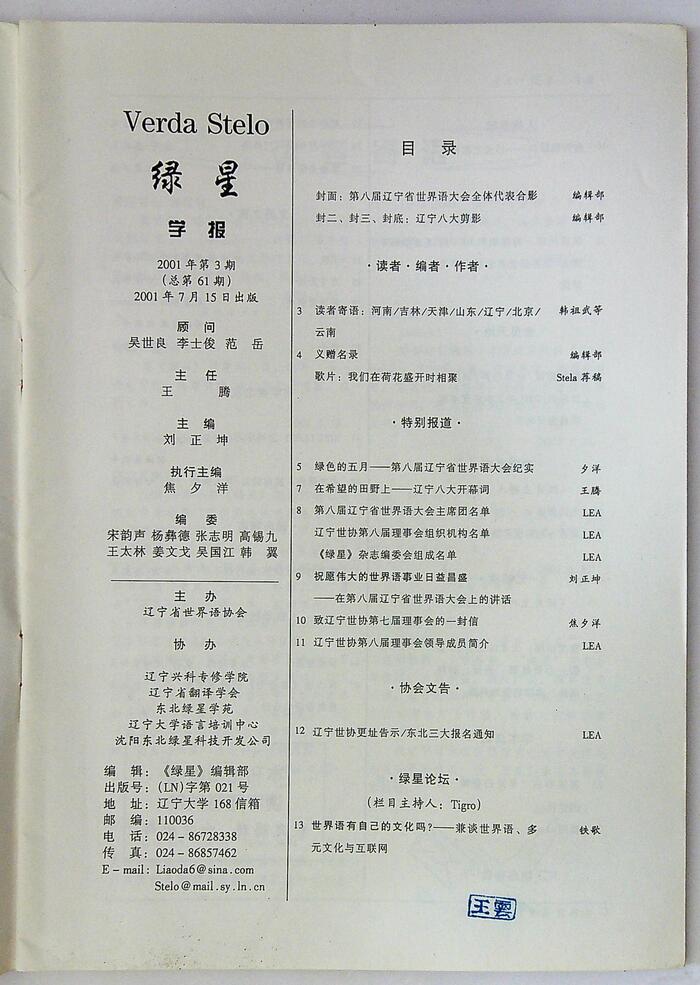 Verda Stelo
绿星
学报
2001年第3期
(总第61期)
2001年7月15日出版
顾 问
吴世良 李士俊 范 岳
主 任
王 腾
主 编
刘正坤
执行主编
焦夕洋
编 委
宋韵声 杨彝德 张志明 高锡九
王太林 姜文戈 吴国江 韩 翼
主 办
辽宁省世界语协会
协 办
辽宁兴科专修学院
辽宁省翻译学会
东北绿星学苑
辽宁大学语言培训中心
沈阳东北绿星科技开发公司
编 辑：《绿星》编辑部
出版号：(LN)字第021号
地 址：辽宁大学168信箱
邮 编：110036
电 话：024-86728338
传 真：024-86857462
E-mail：Liaoda6@sina.com
Stelo@mail.sy.ln.cn
目 录
封面：第八届辽宁省世界语大会全体代表合影 编辑部
封二、封三、封底：辽宁八大剪影 编辑部
·读者·编者·作者·
3 读者寄语：河南/吉林/天津/山东/辽宁/北京/ 韩祖武等
云南
4 义赠名录 编辑部
歌片：我们在荷花盛开时相聚 Stela 荐稿
·特别报道·
5 绿色的五月——第八届辽宁省世界语大会纪实 夕洋
7 在希望的田野上——辽宁八大开幕词 王腾
8 第八届辽宁省世界语大会主席团名单 LEA
辽宁世协第八届理事会组织机构名单 LEA
《绿星》杂志编委会组成名单 LEA
9 祝愿伟大的世界语事业日益昌盛 刘正坤
——在第八届辽宁省世界语大会上的讲话
10 致辽宁世协第七届理事会的一封信 焦夕洋
11 辽宁世协第八届理事会领导成员简介 LEA
·协会文告·
12 辽宁世协更址告示/东北三大报名通知 LEA
·绿星论坛·
(栏目主持人：Tigro)
13 世界语有自己的文化吗?——兼谈世界语、多 铁歌
元文化与互联网
王雲